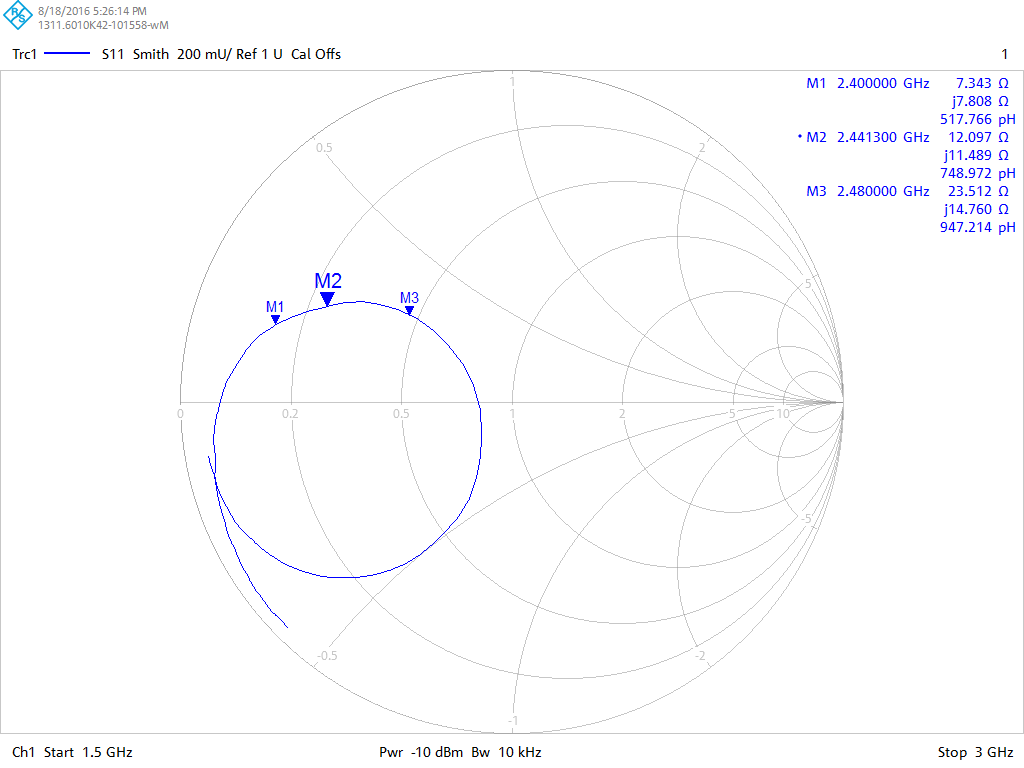 R&S
8/18/2016 5:26:14 PM
1311.6010K42-101558-wM
Trc1 S11 Smith 200 mU/ Ref 1 U Cal Offs 1
M1 2.400000 GHz 7.343 Ω
j7.808 Ω
517.766 pH
• M2 2.441300 GHz 12.097 Ω
j11.489 Ω
748.972 pH
M3 2.480000 GHz 23.512 Ω
j14.760 Ω
947.214 pH
1
0.5 2
5
M2
M1 M3
0 0.2 0.5 1 2 5 10
-5
-0.5 -2
-1
Ch1 Start 1.5 GHz Pwr -10 dBm Bw 10 kHz Stop 3 GHz